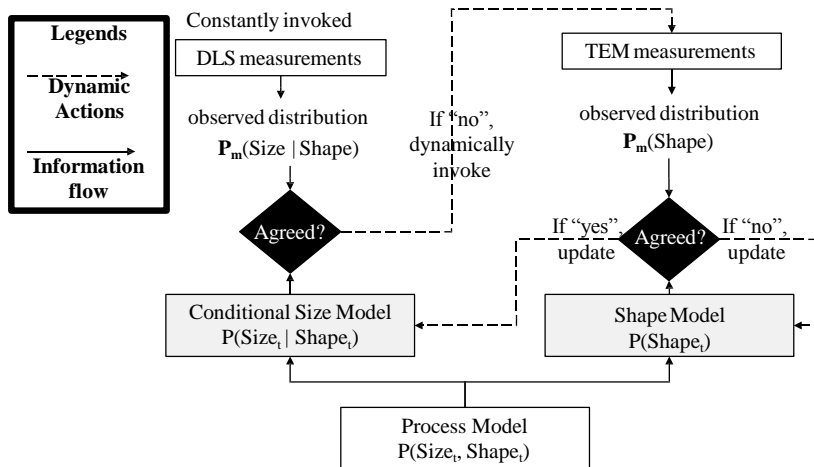 Legends
Dynamic
Actions
Information
flow
Constantly invoked
DLS measurements
observed distribution
Pm(Size | Shape)
Agreed?
Conditional Size Model
P(Sizet | Shapet)
If “no”,
dynamically
invoke
TEM measurements
observed distribution
Pm(Shape)
Agreed?
If “yes”,
update
If “no”,
update
Shape Model
P(Shapet)
Process Model
P(Sizet, Shapet)